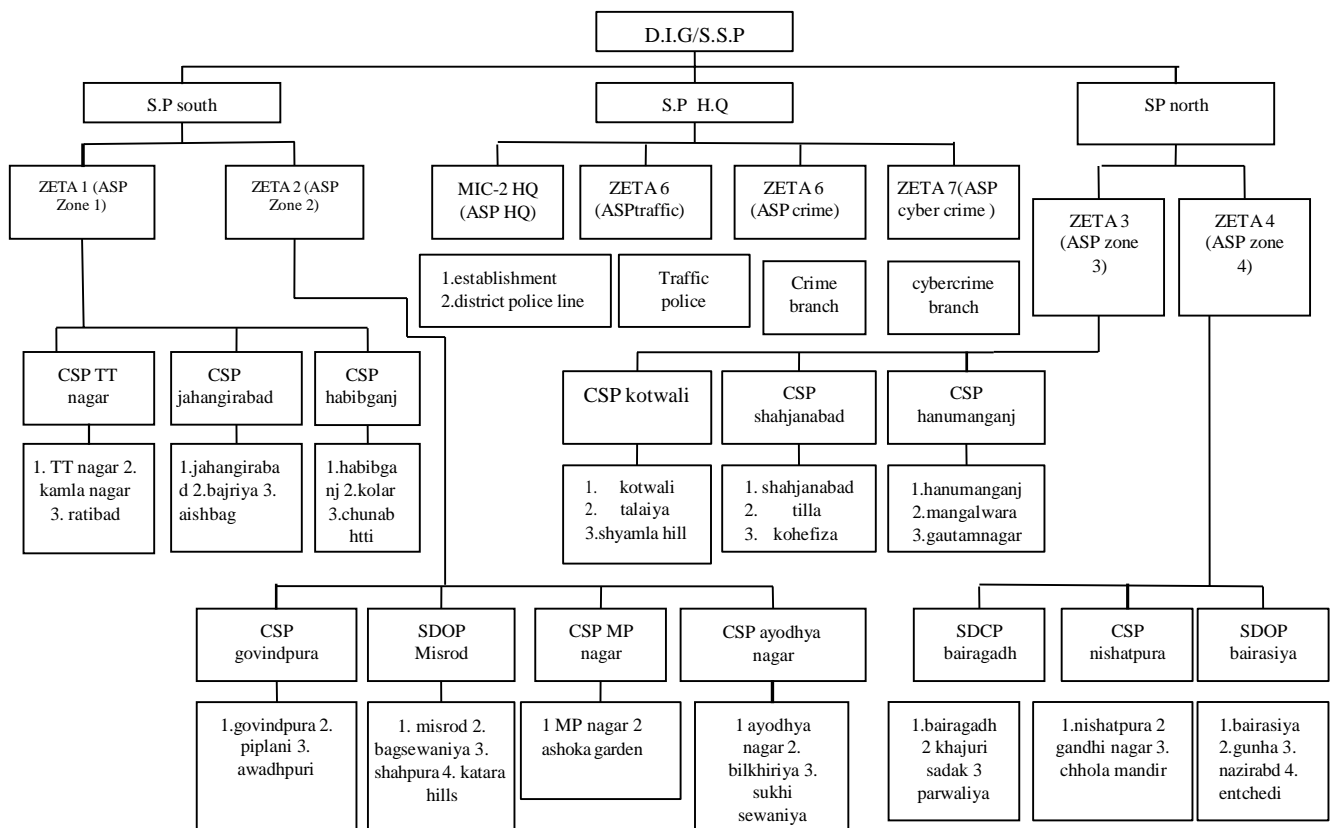 D.I.G/S.S.P
S.P south
S.P H.Q
SP north
ZETA 1 (ASP
Zone 1)
ZETA 2 (ASP
Zone 2)
MIC-2 HQ
(ASP HQ)
ZETA 6
(ASPtraffic)
ZETA 6
(ASP crime)
ZETA 7(ASP
cyber crime )
ZETA 3
(ASP zone
3)
ZETA 4
(ASP zone
4)
1.establishment
2.district police line
Traffic
police
Crime
branch
cybercrime
branch
CSP TT
nagar
CSP
jahangirabad
CSP
habibganj
CSP kotwali
CSP
shahjanabad
CSP
hanumanganj
1. TT nagar 2.
kamla nagar
3. ratibad
1.jahangiraba
d 2.bajriya 3.
aishbag
1.habibga
nj 2.kolar
3.chunab
htti
1. kotwali
2. talaiya
3.shyamla hill
1. shahjanabad
2. tilla
3. kohefiza
1.hanumanganj
2.mangalwara
3.gautamnagar
CSP
govindpura
SDOP
Misrod
CSP MP
nagar
CSP ayodhya
nagar
SDCP
bairagadh
CSP
nishatpura
SDOP
bairasiya
1.govindpura 2.
piplani 3.
awadhpuri
1. misrod 2.
bagsewaniya 3.
shahpura 4. katara
hills
1 MP nagar 2
ashoka garden
1 ayodhya
nagar 2.
bilkhiriya 3.
sukhi
sewaniya
1.bairagadh
2 khajuri
sadak 3
parwaliya
1.nishatpura 2
gandhi nagar 3.
chhola mandir
1.bairasiya
2.gunha 3.
nazirabd 4.
entchedi